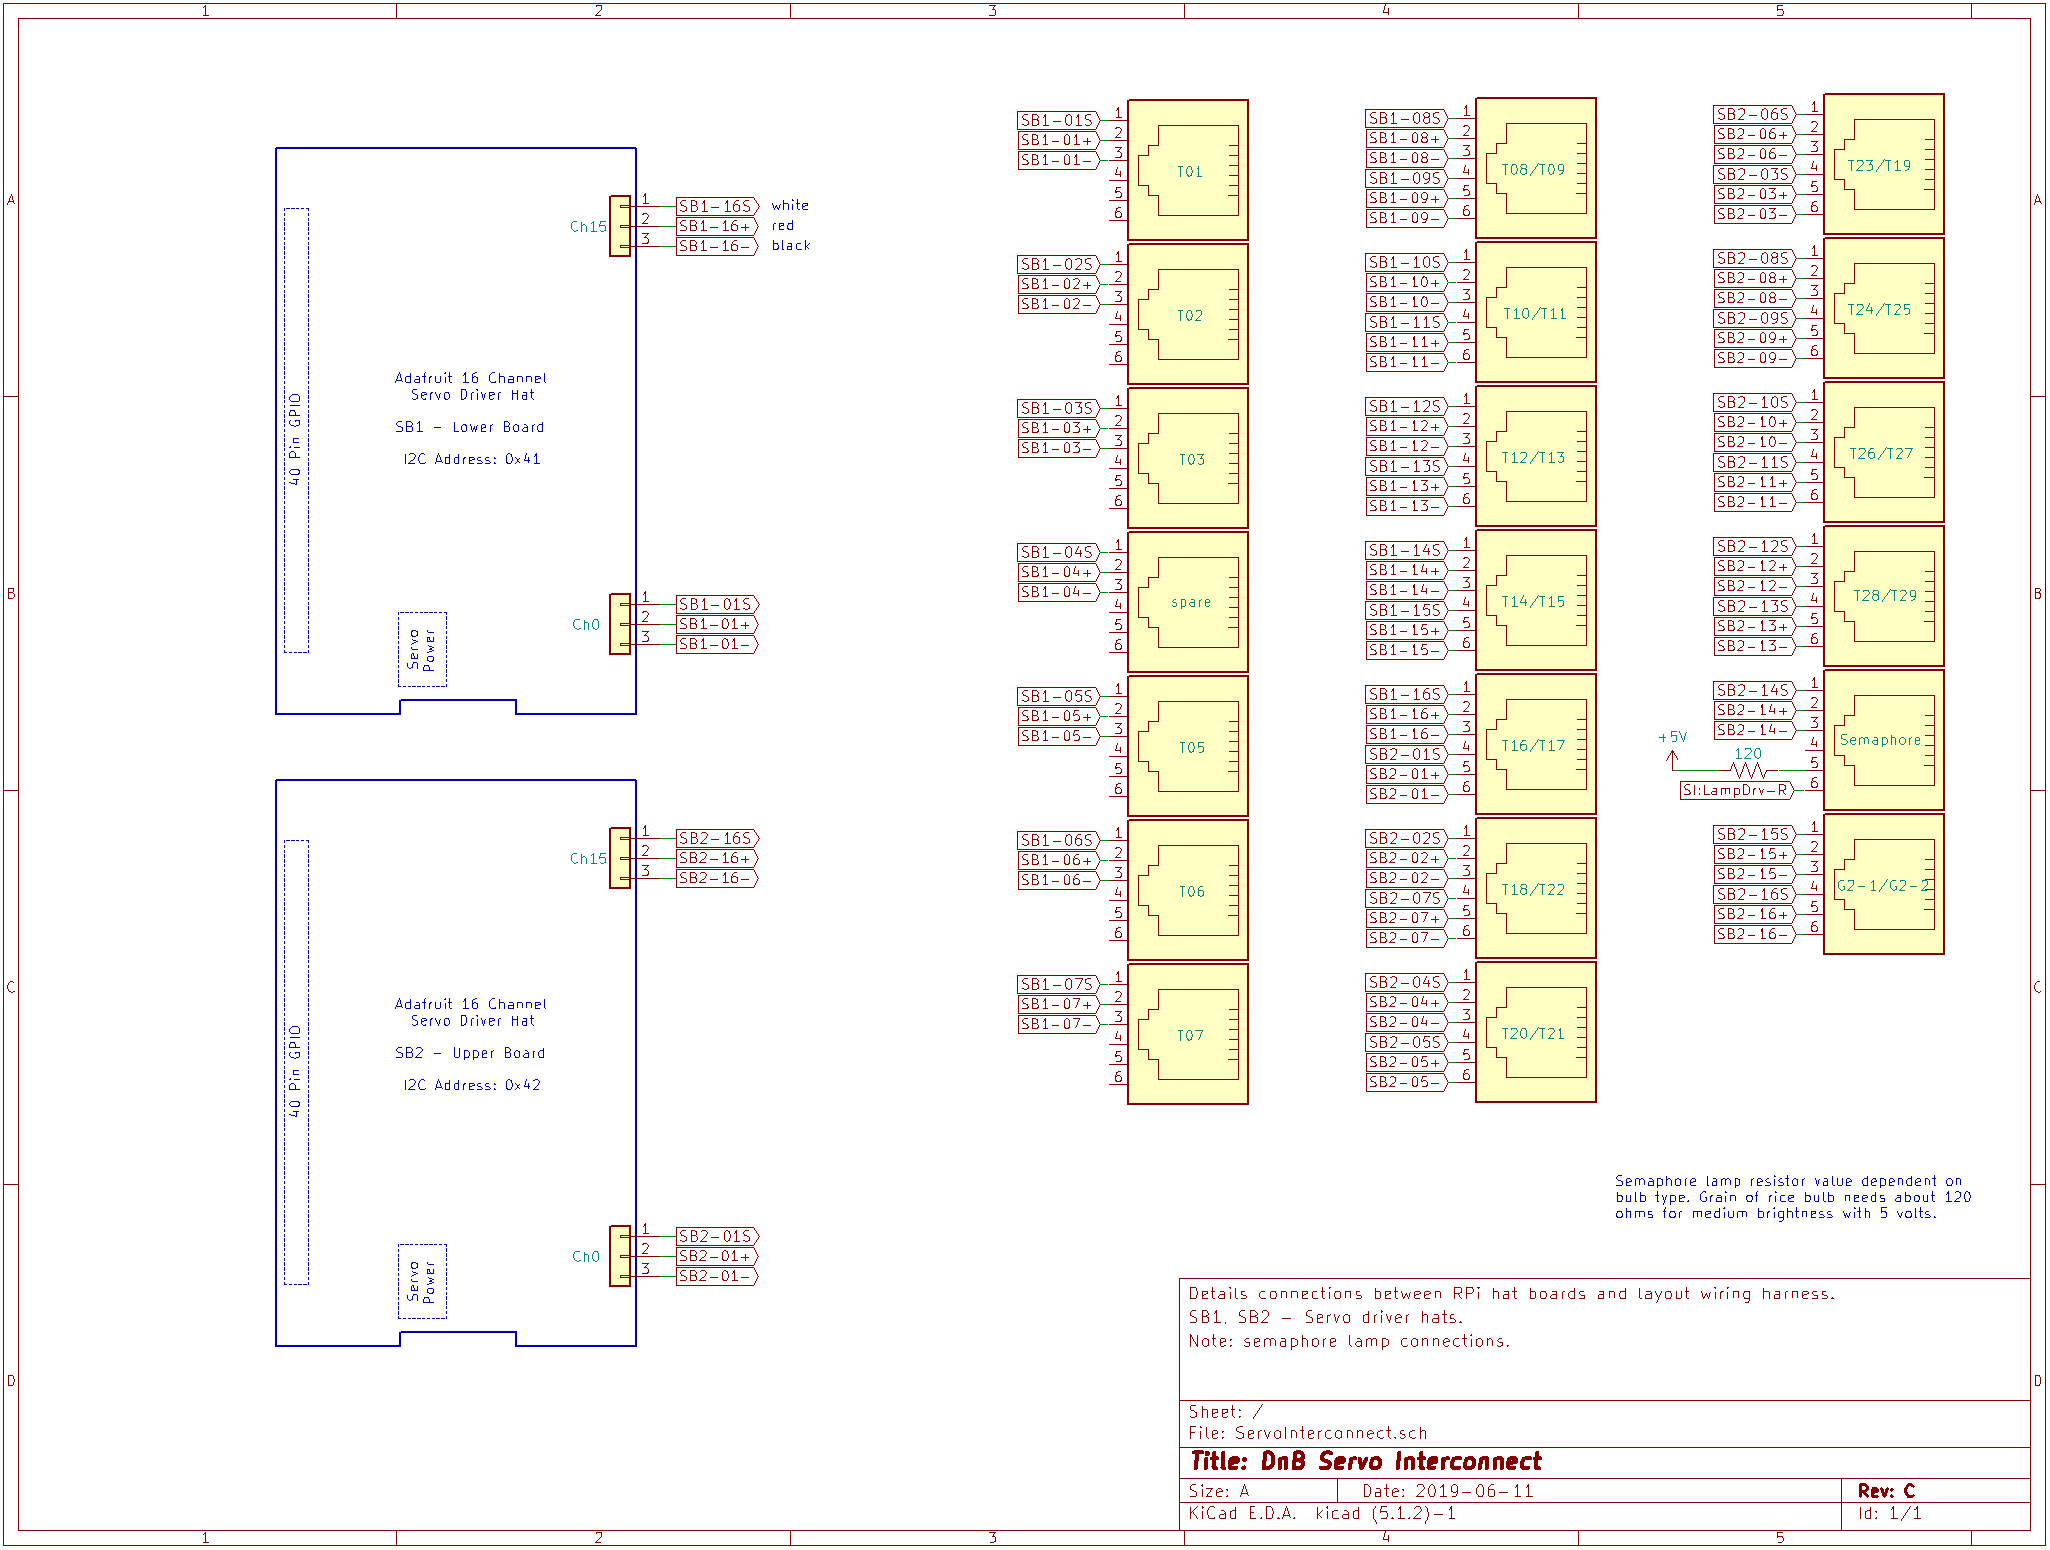 1 2 3 4 5
A
B
C
D
40 Pin GPIO
Adafruit 16 Channel
Servo Driver Hat
SB1 - Lower Board
I2C Address: 0x41
Servo
Power
Ch15
1 SB1-16S white
2 SB1-16+ red
3 SB1-16- black
Ch0
1 SB1-01S
2 SB1-01+
3 SB1-01-
40 Pin GPIO
Adafruit 16 Channel
Servo Driver Hat
SB2 - Upper Board
I2C Address: 0x42
Servo
Power
Ch15
1 SB2-16S
2 SB2-16+
3 SB2-16-
Ch0
1 SB2-01S
2 SB2-01+
3 SB2-01-
SB1-01S 1
SB1-01+ 2
SB1-01- 3
4
5
6
T01
SB1-02S 1
SB1-02+ 2
SB1-02- 3
4
5
6
T02
SB1-03S 1
SB1-03+ 2
SB1-03- 3
4
5
6
T03
SB1-04S 1
SB1-04+ 2
SB1-04- 3
4
5
6
spare
SB1-05S 1
SB1-05+ 2
SB1-05- 3
4
5
6
T05
SB1-06S 1
SB1-06+ 2
SB1-06- 3
4
5
6
T06
SB1-07S 1
SB1-07+ 2
SB1-07- 3
4
5
6
T07
SB1-08S 1
SB1-08+ 2
SB1-08- 3
SB1-09S 4
SB1-09+ 5
SB1-09- 6
T08/T09
SB1-10S 1
SB1-10+ 2
SB1-10- 3
SB1-11S 4
SB1-11+ 5
SB1-11- 6
T10/T11
SB1-12S 1
SB1-12+ 2
SB1-12- 3
SB1-13S 4
SB1-13+ 5
SB1-13- 6
T12/T13
SB1-14S 1
SB1-14+ 2
SB1-14- 3
SB1-15S 4
SB1-15+ 5
SB1-15- 6
T14/T15
SB1-16S 1
SB1-16+ 2
SB1-16- 3
SB2-01S 4
SB2-01+ 5
SB2-01- 6
T16/T17
SB2-02S 1
SB2-02+ 2
SB2-02- 3
SB2-07S 4
SB2-07+ 5
SB2-07- 6
T18/T22
SB2-04S 1
SB2-04+ 2
SB2-04- 3
SB2-05S 4
SB2-05+ 5
SB2-05- 6
T20/T21
SB2-06S 1
SB2-06+ 2
SB2-06- 3
SB2-03S 4
SB2-03+ 5
SB2-03- 6
T23/T19
SB2-08S 1
SB2-08+ 2
SB2-08- 3
SB2-09S 4
SB2-09+ 5
SB2-09- 6
T24/T25
SB2-10S 1
SB2-10+ 2
SB2-10- 3
SB2-11S 4
SB2-11+ 5
SB2-11- 6
T26/T27
SB2-12S 1
SB2-12+ 2
SB2-12- 3
SB2-13S 4
SB2-13+ 5
SB2-13- 6
T28/T29
SB2-14S 1
SB2-14+ 2
SB2-14- 3
4
+5V 120 5
SI:LampDrv-R 6
Semaphore
SB2-15S 1
SB2-15+ 2
SB2-15- 3
SB2-16S 4
SB2-16+ 5
SB2-16- 6
G2-1/G2-2
Semaphore lamp resistor value dependent on
bulb type. Grain of rice bulb needs about 120
ohms for medium brightness with 5 volts.
Details connections between RPi hat boards and layout wiring harness.
SB1, SB2 - Servo driver hats.
Note: semaphore lamp connections.
Sheet: /
File: ServoInterconnect.sch
Title: DnB Servo Interconnect
Size: A Date: 2019-06-11 Rev: C
KiCad E.D.A. kicad (5.1.2)-1 Id: 1/1
A
B
C
D
1 2 3 4 5